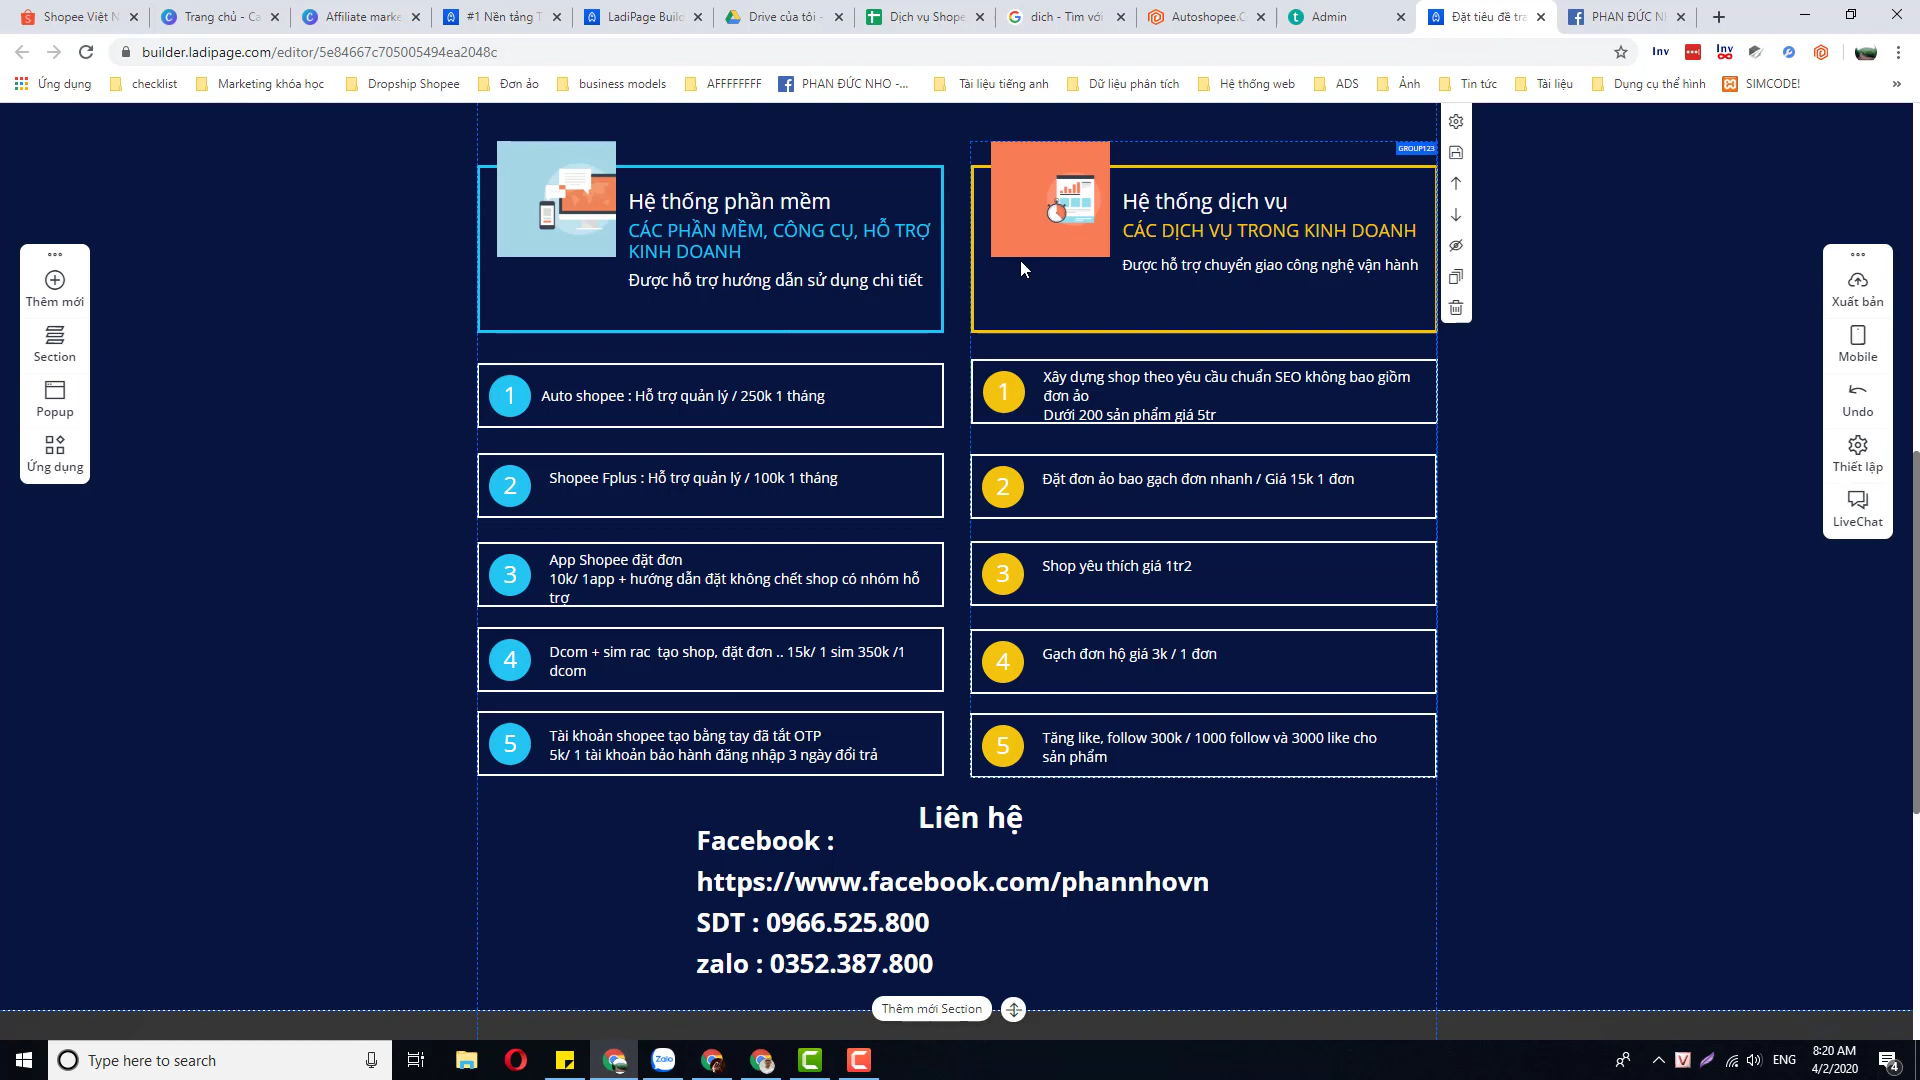 Shopee Việt N
Trang chủ - Ca
Affiliate marke
#1 Nền tảng T
LadiPage Build
Drive của tôi -
Dịch vụ Shope
dich - Tìm với
Autoshopee.C
Admin
Đặt tiêu đề tra
PHAN ĐỨC N
builder.ladipage.com/editor/5e84667c705005494ea2048c
Ứng dụng
checklist
Marketing khóa học
Dropship Shopee
Đơn ảo
business models
AFFFFFFFF
PHAN ĐỨC NHO -...
Tài liệu tiếng anh
Dữ liệu phân tích
Hệ thống web
ADS
Ảnh
Tin tức
Tài liệu
Dụng cụ thể hình
SIMCODE!
»
GROUP123
Hệ thống phần mềm
CÁC PHẦN MỀM, CÔNG CỤ, HỖ TRỢ
KINH DOANH
Được hỗ trợ hướng dẫn sử dụng chi tiết
Hệ thống dịch vụ
CÁC DỊCH VỤ TRONG KINH DOANH
Được hỗ trợ chuyển giao công nghệ vận hành
Thêm mới
Section
Popup
Ứng dụng
Xuất bản
Mobile
Undo
Thiết lập
LiveChat
1
Auto shopee : Hỗ trợ quản lý / 250k 1 tháng
2
Shopee Fplus : Hỗ trợ quản lý / 100k 1 tháng
3
App Shopee đặt đơn
10k/ 1app + hướng dẫn đặt không chết shop có nhóm hỗ
trợ
4
Dcom + sim rac tạo shop, đặt đơn .. 15k/ 1 sim 350k /1
dcom
5
Tài khoản shopee tạo bằng tay đã tắt OTP
5k/ 1 tài khoản bảo hành đăng nhập 3 ngày đổi trả
1
Xây dựng shop theo yêu cầu chuẩn SEO không bao giồm
đơn ảo
Dưới 200 sản phẩm giá 5tr
2
Đặt đơn ảo bao gạch đơn nhanh / Giá 15k 1 đơn
3
Shop yêu thích giá 1tr2
4
Gạch đơn hộ giá 3k / 1 đơn
5
Tăng like, follow 300k / 1000 follow và 3000 like cho
sản phẩm
Liên hệ
Facebook :
https://www.facebook.com/phannhovn
SDT : 0966.525.800
zalo : 0352.387.800
Thêm mới Section
Type here to search
Zalo
ENG
8:20 AM
4/2/2020
4